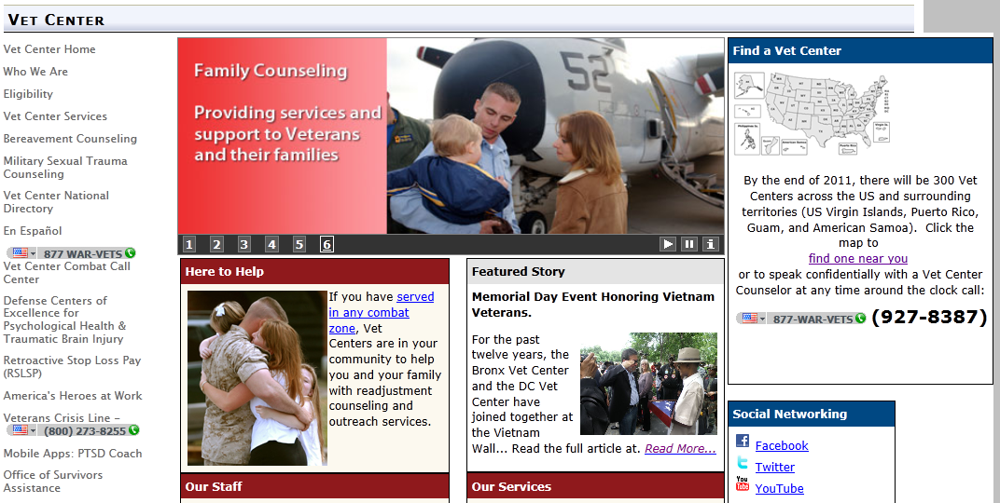 VET CENTER
Vet Center Home
Who We Are
Eligibility
Vet Center Services
Bereavement Counseling
Military Sexual Trauma
Counseling
Vet Center National
Directory
En Español
877 WAR-VETS
Vet Center Combat Call
Center
Defense Centers of
Excellence for
Psychological Health &
Traumatic Brain Injury
Retroactive Stop Loss Pay
(RSLSP)
America's Heroes at Work
Veterans Crisis Line –
(800) 273-8255
Mobile Apps: PTSD Coach
Office of Survivors
Assistance
Family Counseling
Providing services and
support to Veterans
and their families
52
1 2 3 4 5 6
Here to Help
If you have served
in any combat
zone, Vet
Centers are in your
community to help
you and your family
with readjustment
counseling and
outreach services.
Our Staff
Featured Story
Memorial Day Event Honoring Vietnam
Veterans.
For the past
twelve years, the
Bronx Vet Center
and the DC Vet
Center have
joined together at
the Vietnam
Wall... Read the full article at. Read More...
Our Services
Find a Vet Center
By the end of 2011, there will be 300 Vet
Centers across the US and surrounding
territories (US Virgin Islands, Puerto Rico,
Guam, and American Samoa). Click the
map to
find one near you
or to speak confidentially with a Vet Center
Counselor at any time around the clock call:
877-WAR-VETS (927-8387)
Social Networking
Facebook
Twitter
You Tube YouTube